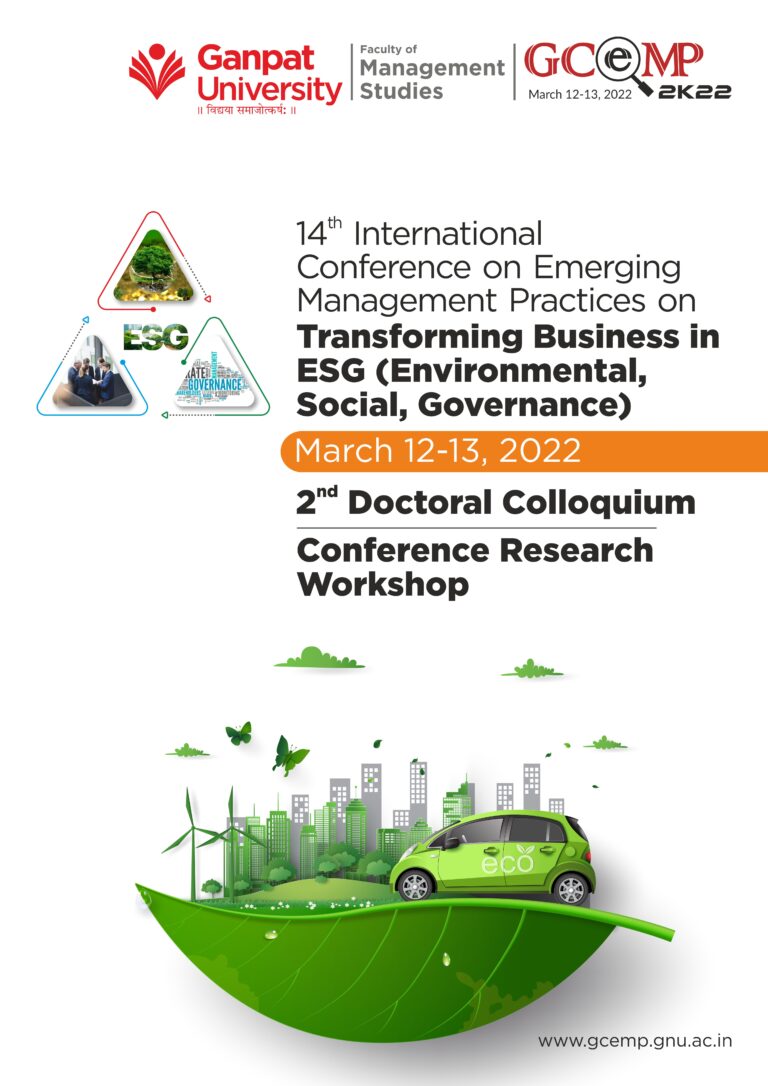 Ganpat
University
॥ विद्यया समाजोत्कर्ष: ॥
Faculty of
Management
Studies
GCeMP
March 12-13, 2022
2K22
14th International
Conference on Emerging
Management Practices on
Transforming Business in
ESG (Environmental,
Social, Governance)
March 12-13, 2022
2nd Doctoral Colloquium
Conference Research
Workshop
ESG
GOVERNANCE
MANAGEMENT
eco
www.gcemp.gnu.ac.in